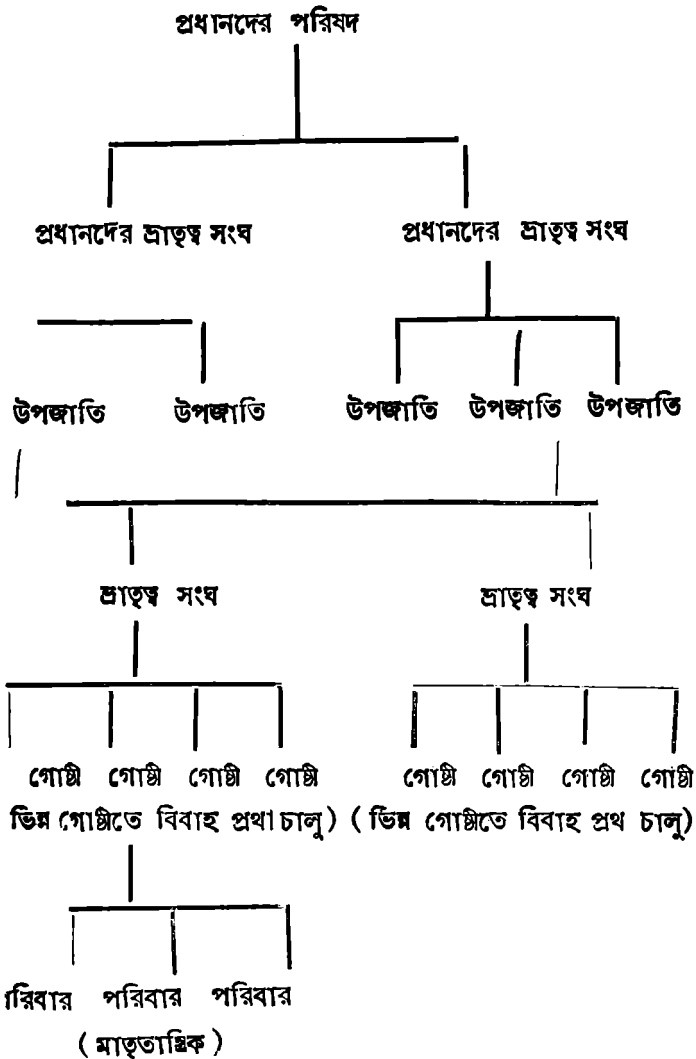 প্রধানদের পরিষদ
প্রধানদের ভ্রাতৃত্ব সংঘ প্রধানদের ভ্রাতৃত্ব সংঘ
উপজাতি উপজাতি উপজাতি উপজাতি উপজাতি
ভ্রাতৃত্ব সংঘ ভ্রাতৃত্ব সংঘ
গোষ্ঠী গোষ্ঠী গোষ্ঠী গোষ্ঠী গোষ্ঠী গোষ্ঠী গোষ্ঠী গোষ্ঠী
ভিন্ন গোষ্ঠীতে বিবাহ প্রথা চালু) (ভিন্ন গোষ্ঠীতে বিবাহ প্রথ চালু)
পরিবার পরিবার
(মাতৃতান্ত্রিক)